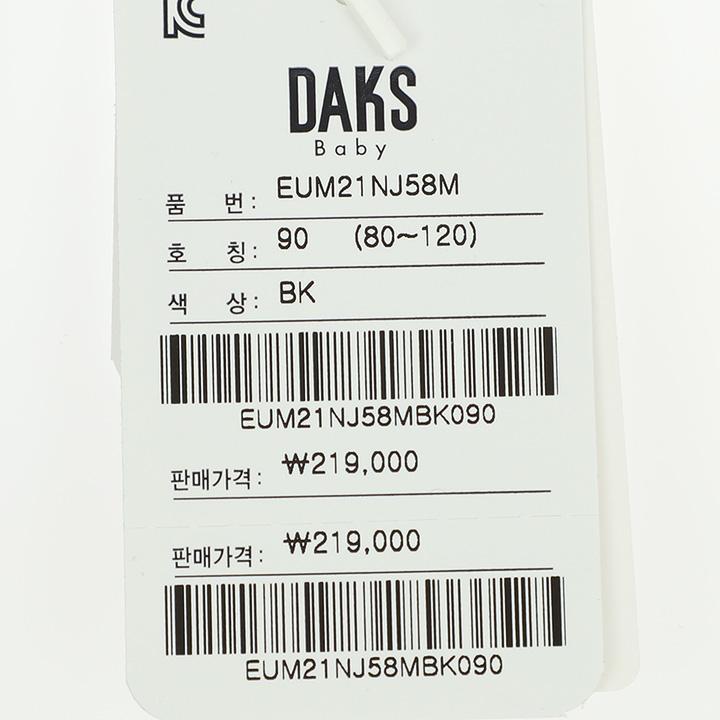 KC
DAKS
Baby
품 번: EUM21NJ58M
호 칭: 90 (80~120)
색 상: BK
EUM21NJ58MBK090
판매가격: ₩219,000
판매가격: ₩219,000
EUM21NJ58MBK090